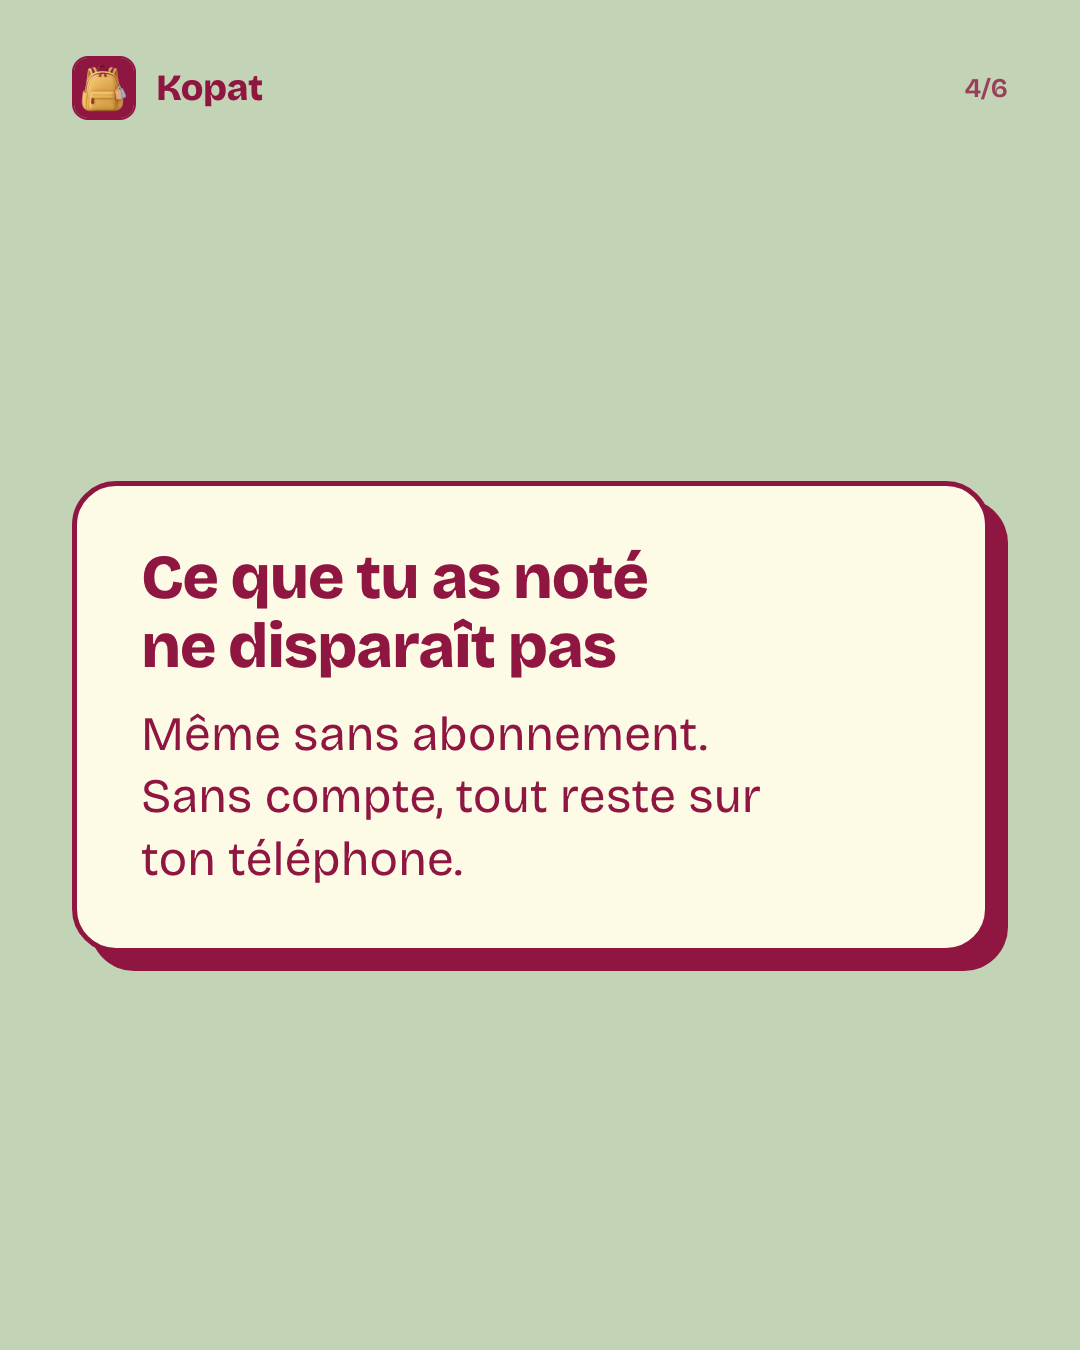 Kopat
4/6
Ce que tu as noté
ne disparaît pas
Même sans abonnement.
Sans compte, tout reste sur
ton téléphone.